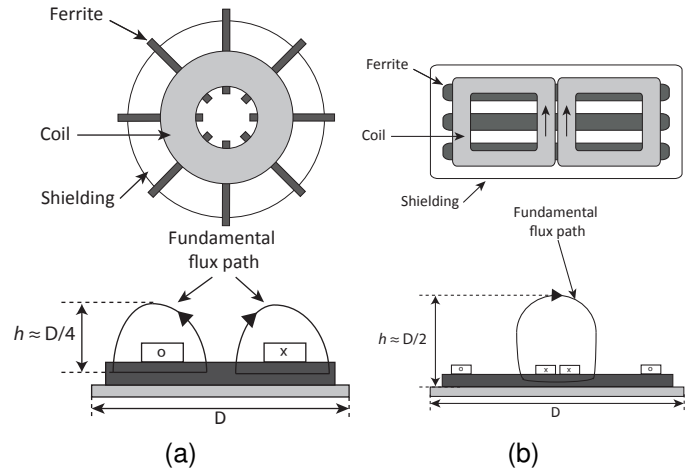 Ferrite
Coil
Shielding
Fundamental
flux path
h ≈ D/4
o
x
D
(a)
Ferrite
Coil
Shielding
Fundamental
flux path
h ≈ D/2
o
x
x
o
D
(b)